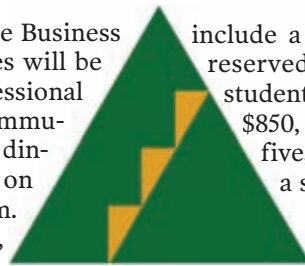 e Business
es will be
essional
mmu-
din-
on
m.
,
include a
reserved
student
$850,
five
a s